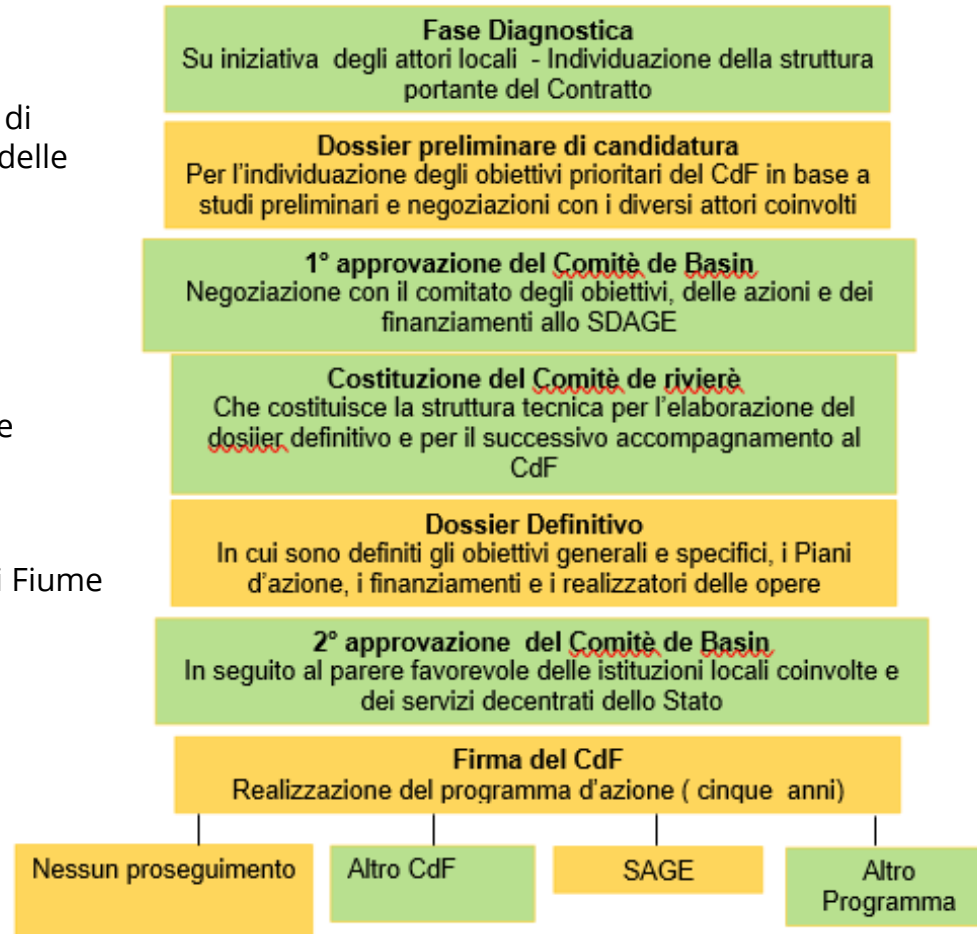 Fase Diagnostica
Su iniziativa degli attori locali - Individuazione della struttura
portante del Contratto
di
delle
Dossier preliminare di candidatura
Per l'individuazione degli obiettivi prioritari del CdF in base a
studi preliminari e negoziazioni con i diversi attori coinvolti
1° approvazione del Comitè de Basin
Negoziazione con il comitato degli obiettivi, delle azioni e dei
finanziamenti allo SDAGE
Costituzione del Comitè de rivierè
Che costituisce la struttura tecnica per l'elaborazione del
dosiier definitivo e per il successivo accompagnamento al
CdF
e
Dossier Definitivo
In cui sono definiti gli obiettivi generali e specifici, i Piani
d'azione, i finanziamenti e i realizzatori delle opere
i Fiume
2° approvazione del Comitè de Basin
In seguito al parere favorevole delle istituzioni locali coinvolte e
dei servizi decentrati dello Stato
Firma del CdF
Realizzazione del programma d'azione ( cinque anni)
Nessun proseguimento
Altro CdF
SAGE
Altro
Programma